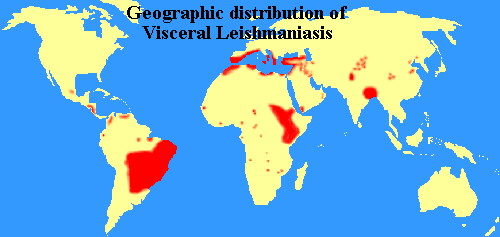 Geographic distribution of
Visceral Leishmaniasis